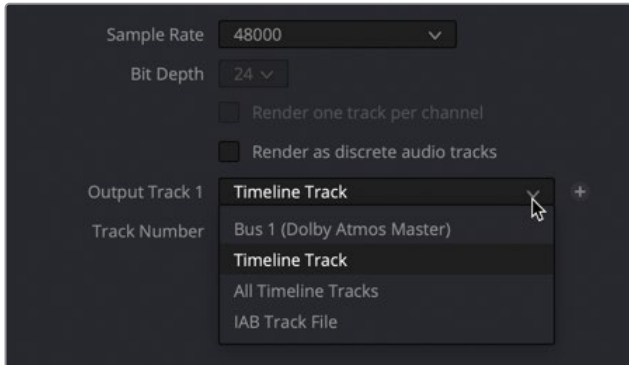 Sample Rate 48000
Bit Depth 24
Render one track per channel
Render as discrete audio tracks
Output Track 1 Timeline Track +
Track Number Bus 1 (Dolby Atmos Master)
Timeline Track
All Timeline Tracks
IAB Track File